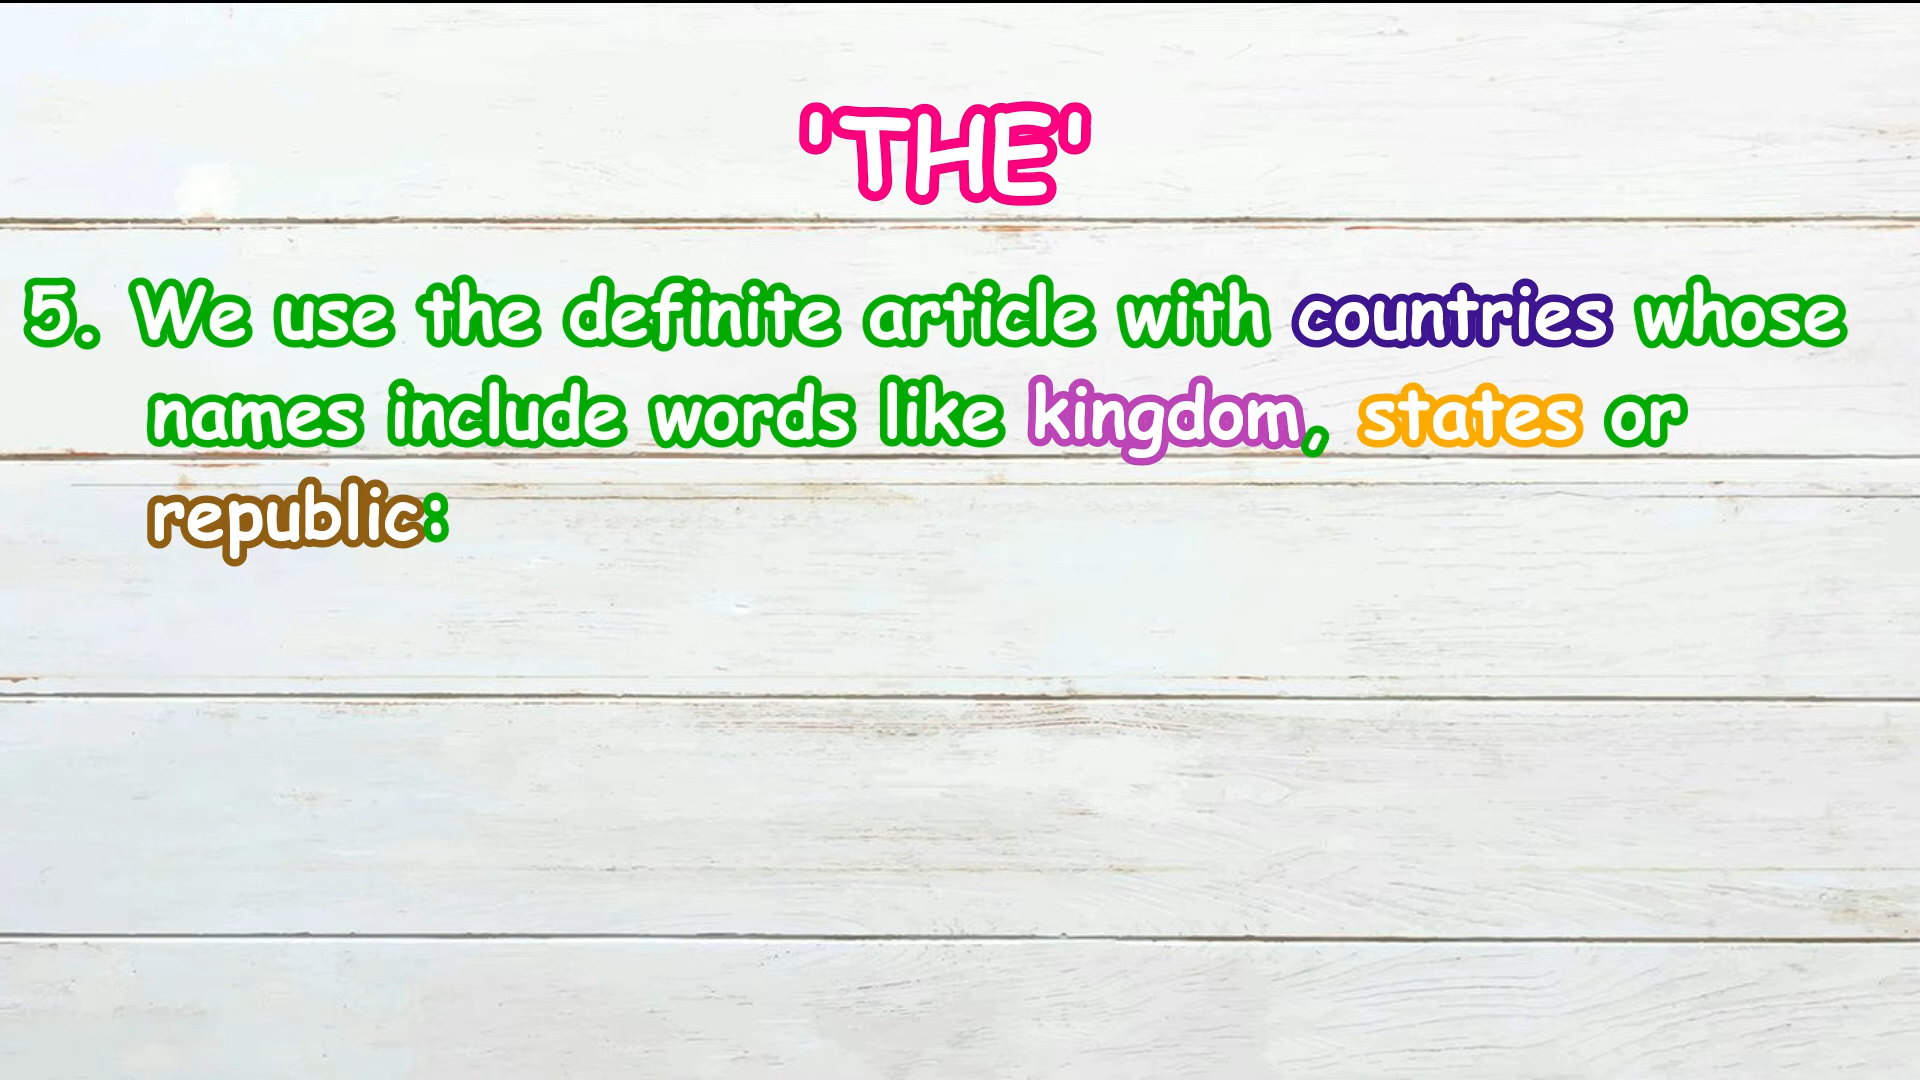 'THE'
5. We use the definite article with countries whose
names include words like kingdom, states or
republic: